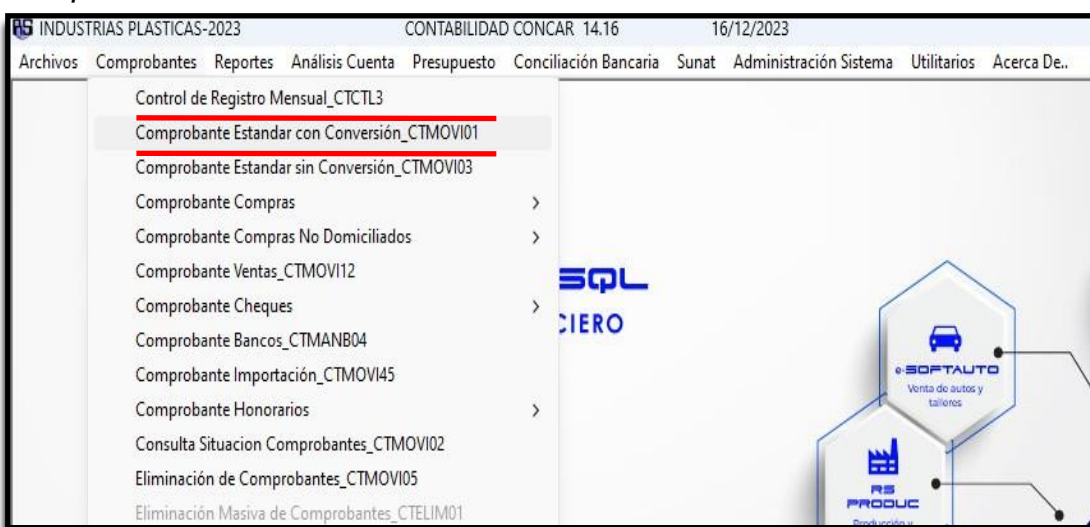 RS INDUSTRIAS PLASTICAS-2023 CONTABILIDAD CONCAR 14.16 16/12/2023
Archivos Comprobantes Reportes Análisis Cuenta Presupuesto Conciliación Bancaria Sunat Administración Sistema Utilitarios Acerca De..
Control de Registro Mensual_CTCTL3
Comprobante Estandar con Conversión_CTMOVI01
Comprobante Estandar sin Conversión_CTMOVI03
Comprobante Compras
Comprobante Compras No Domiciliados
Comprobante Ventas_CTMOVI12
Comprobante Cheques
Comprobante Bancos_CTMANB04
Comprobante Importación_CTMOVI45
Comprobante Honorarios
Consulta Situacion Comprobantes_CTMOVI02
Eliminación de Comprobantes_CTMOVI05
Eliminación Masiva de Comprobantes_CTELIM01
SQL
CIERO
e-SOFTAUTO
Venta de autos y
talleres
RS
PRODUC
Producción y